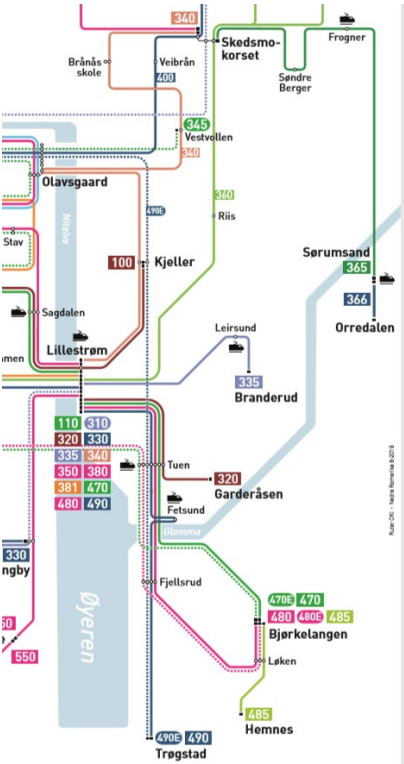 340
Skedsmo-
korset
Frogner
Brånås
skole
Veibrån
400
Søndre
Berger
345
Vestvollen
340
Olavsgaard
360
490E
Nitelva
Riis
Stav
100
Kjeller
Sørumsand
365
366
Orredalen
Sagdalen
Lillestrøm
men
Leirsund
335
Branderud
110 310
320 330
335 340
350 380
381 470
480 490
Tuen
320
Garderåsen
Fetsund
Glomma
330
ngby
Øyeren
Fjellsrud
470E 470
480 480E 485
Bjørkelangen
50
e
550
Løken
485
Hemnes
490E 490
Trøgstad